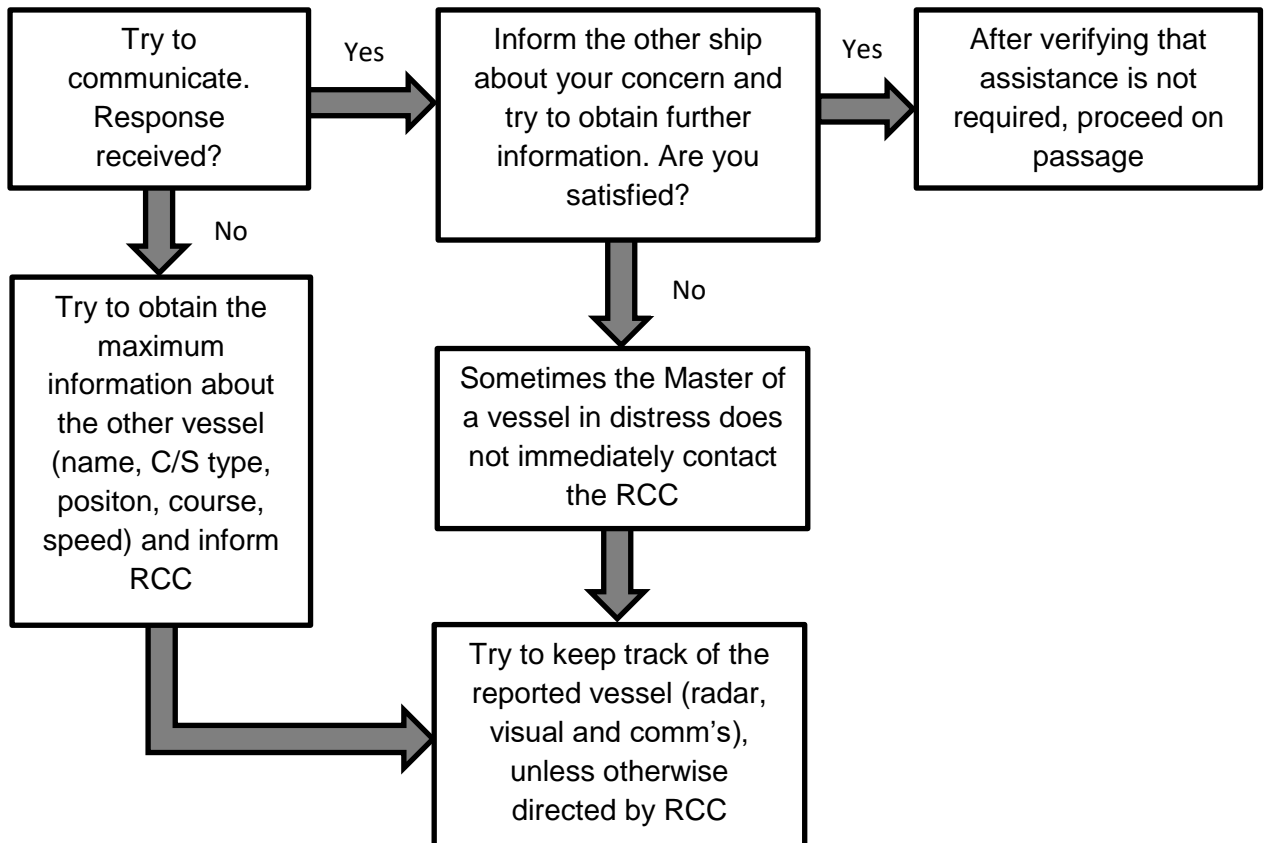 Try to
communicate.
Response
received?
Yes
Inform the other ship
about your concern and
try to obtain further
information. Are you
satisfied?
Yes
After verifying that
assistance is not
required, proceed on
passage
No
Try to obtain the
maximum
information about
the other vessel
(name, C/S type,
positon, course,
speed) and inform
RCC
No
Sometimes the Master of
a vessel in distress does
not immediately contact
the RCC
Try to keep track of the
reported vessel (radar,
visual and comm’s),
unless otherwise
directed by RCC